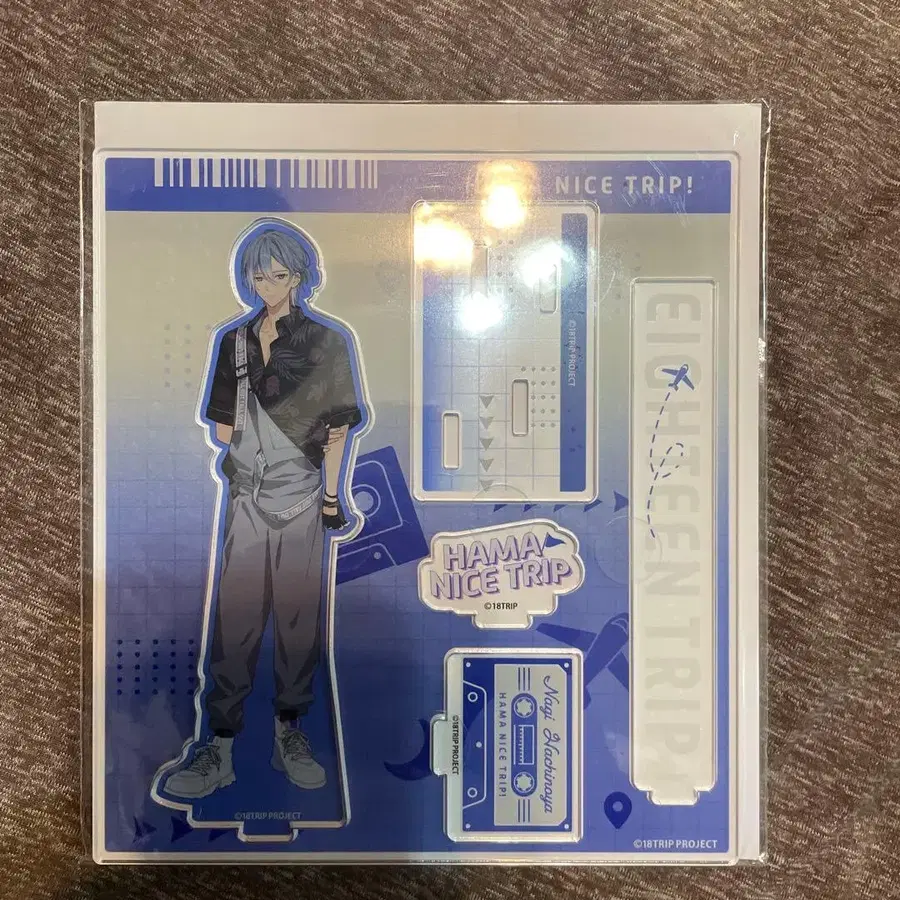 NICE TRIP!
©18TRIP PROJECT
EIGHTEEN TRIP
HAMA
NICE TRIP
©18TRIP
©18TRIP PROJECT
Nagi Hachinoya
HAMA NICE TRIP!
©18TRIP PROJECT
©18TRIP PROJECT